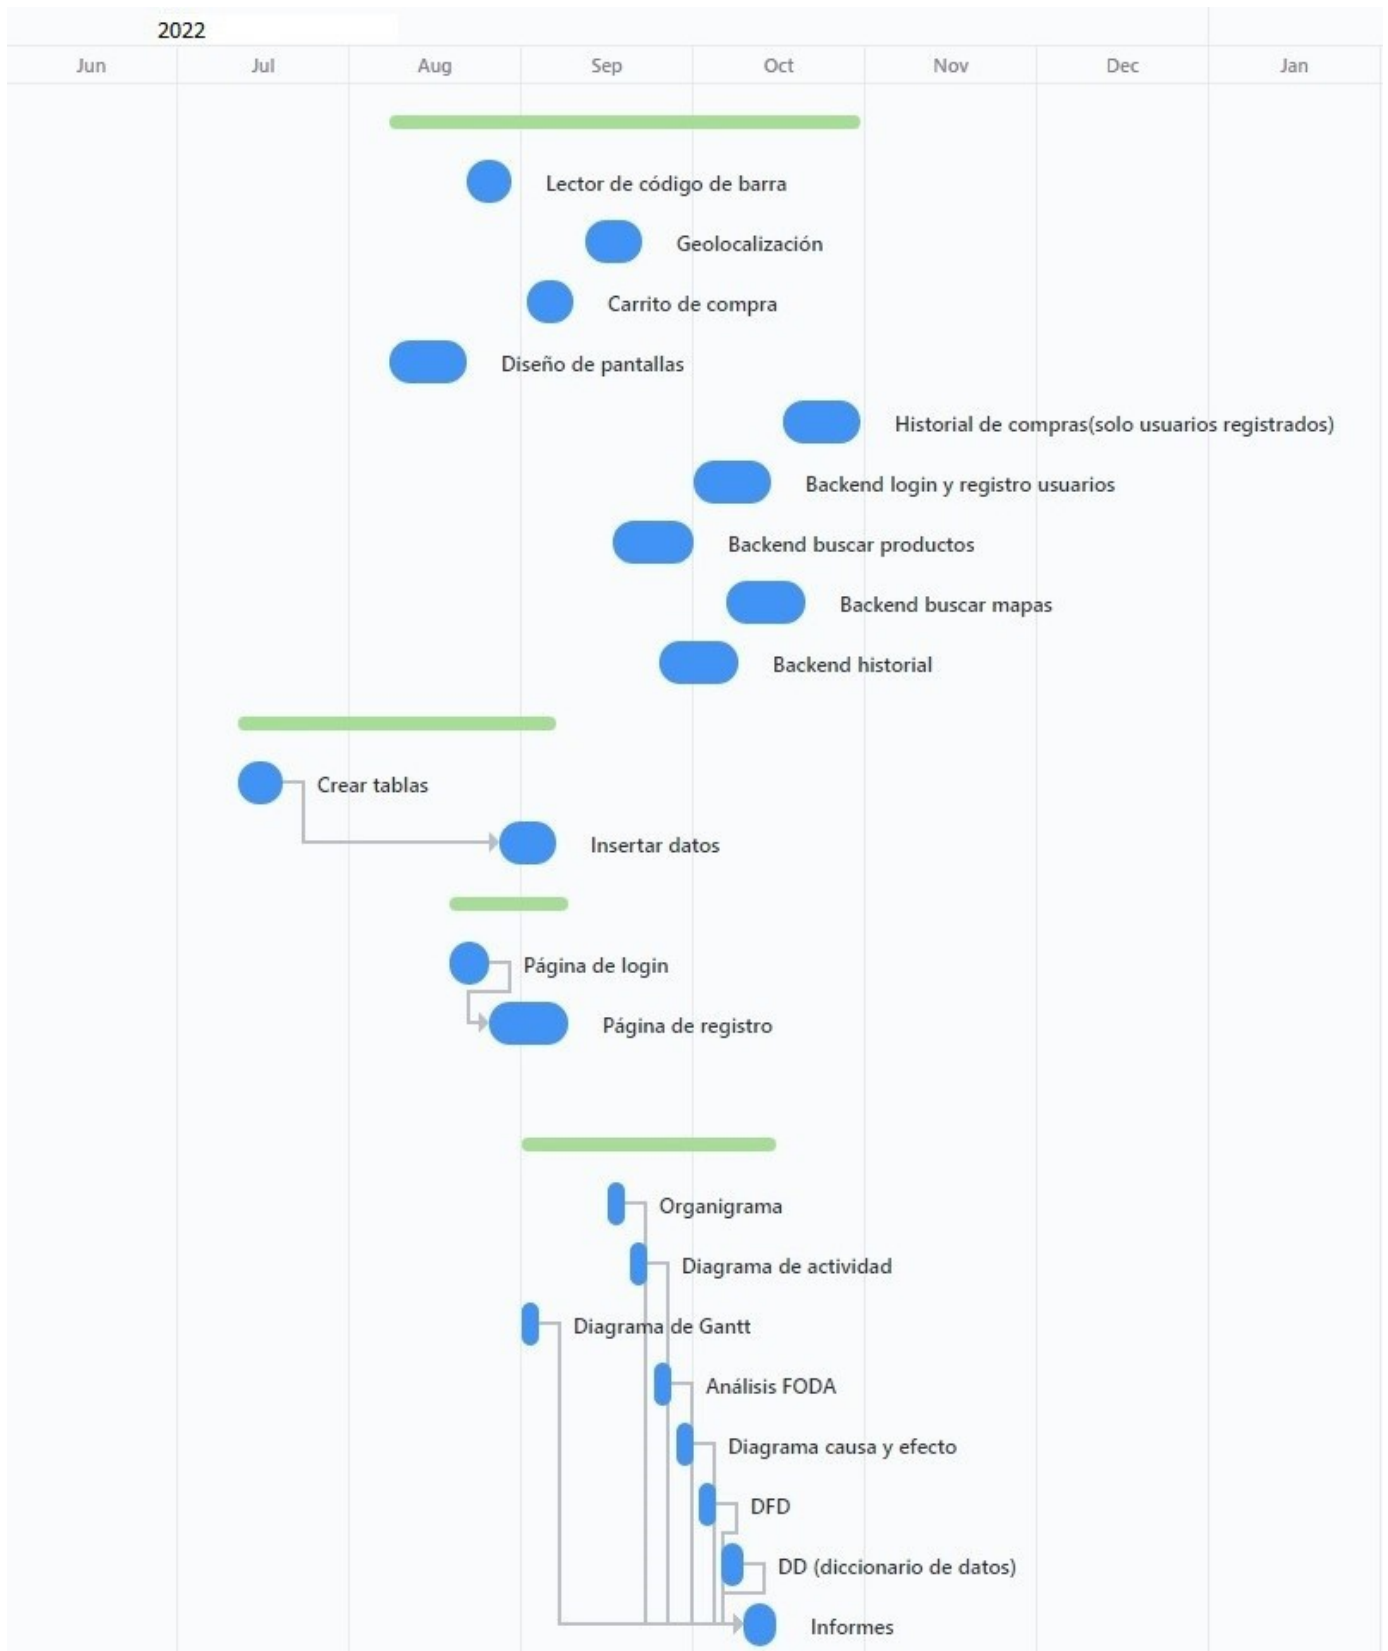 2022
Jun Jul Aug Sep Oct Nov Dec Jan
Lector de código de barra
Geolocalización
Carrito de compra
Diseño de pantallas
Historial de compras(solo usuarios registrados)
Backend login y registro usuarios
Backend buscar productos
Backend buscar mapas
Backend historial
Crear tablas
Insertar datos
Página de login
Página de registro
Organigrama
Diagrama de actividad
Diagrama de Gantt
Análisis FODA
Diagrama causa y efecto
DFD
DD (diccionario de datos)
Informes